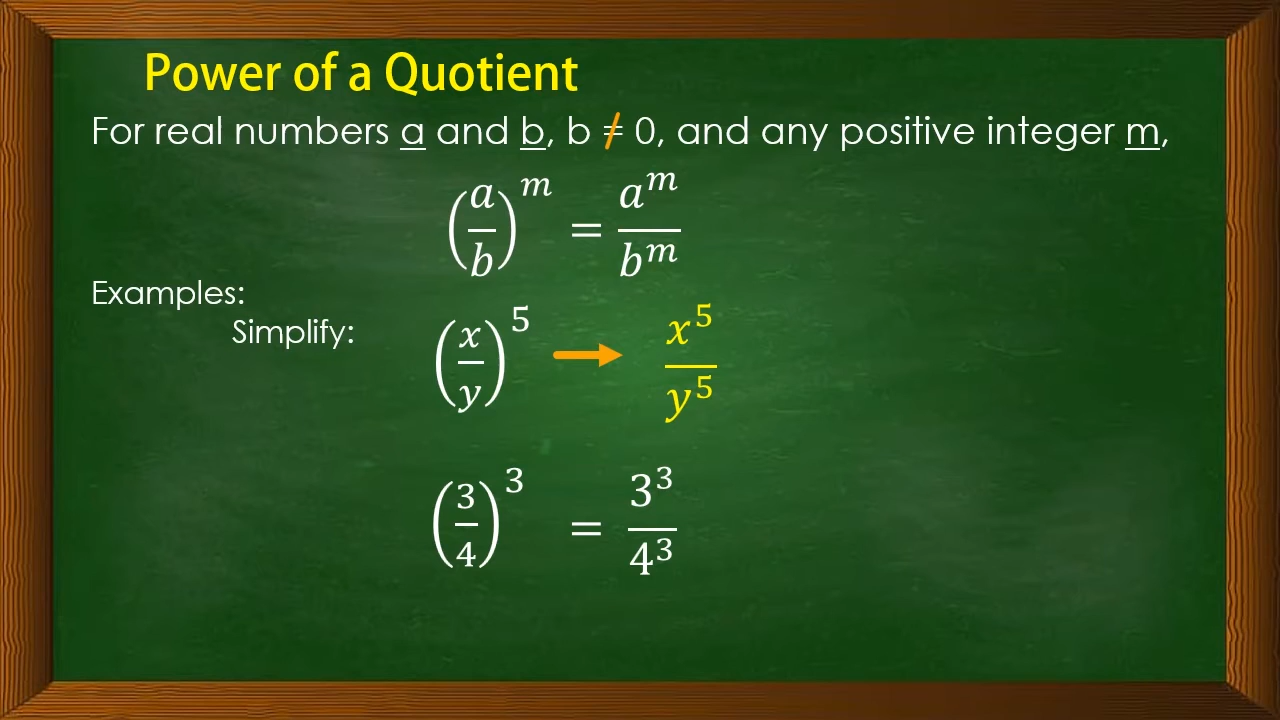 Power of a Quotient
For real numbers a and b, b ≠ 0, and any positive integer m,
(a/b)^m = a^m/b^m
Examples:
Simplify: (x/y)^5 → x^5/y^5
(3/4)^3 = 3^3/4^3